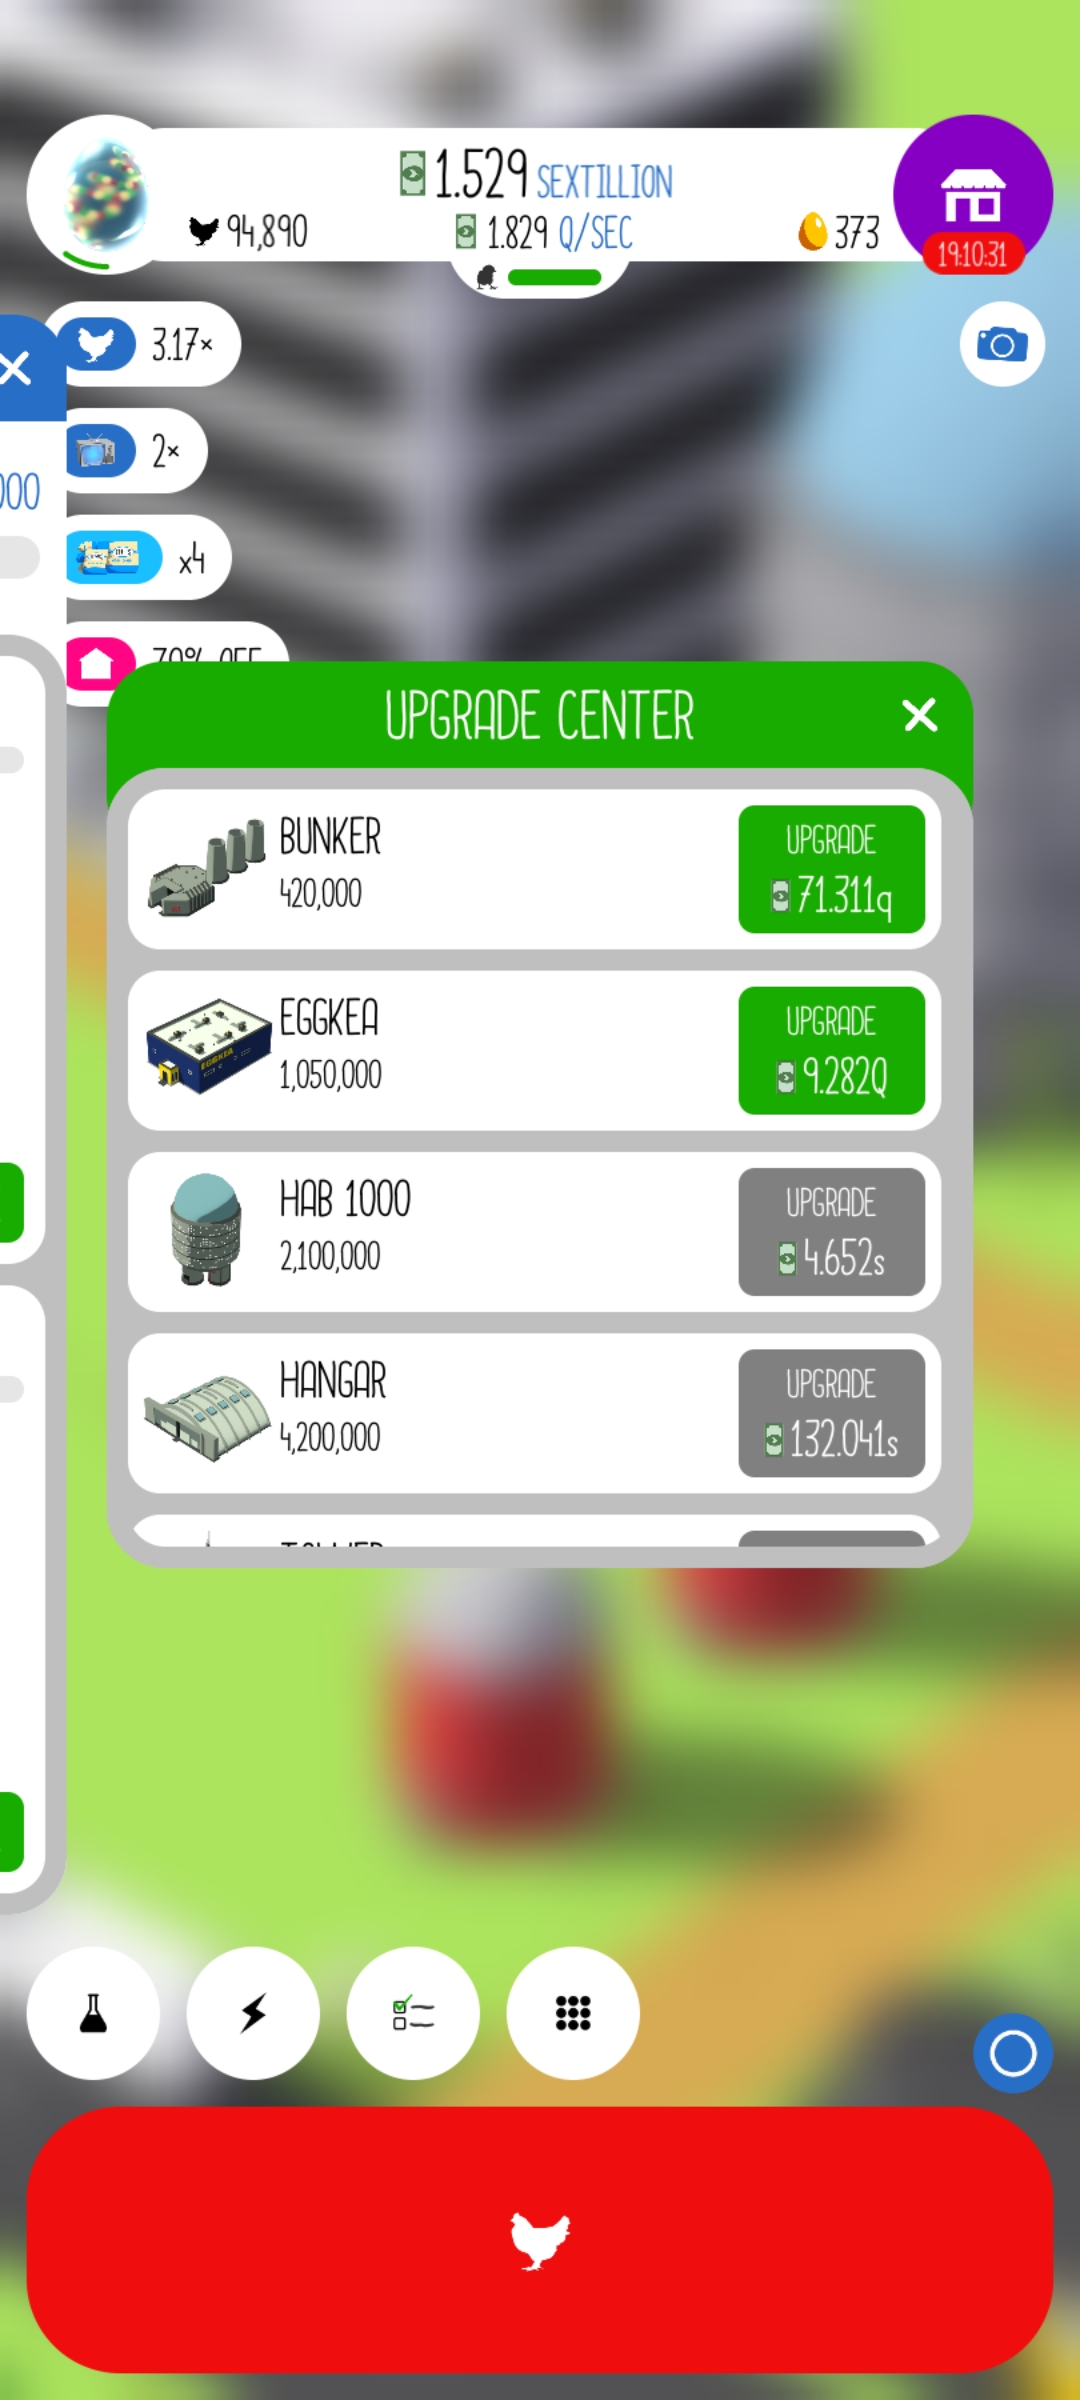 1.529 SEXTILLION
94,890
1.829 Q/SEC
373
19:10:31
3.17×
000
2×
x4
70% OFF
UPGRADE CENTER
BUNKER
420,000
UPGRADE
71.311q
EGGKEA
1,050,000
UPGRADE
9.282Q
HAB 1000
2,100,000
UPGRADE
4.652s
HANGAR
4,200,000
UPGRADE
132.041s